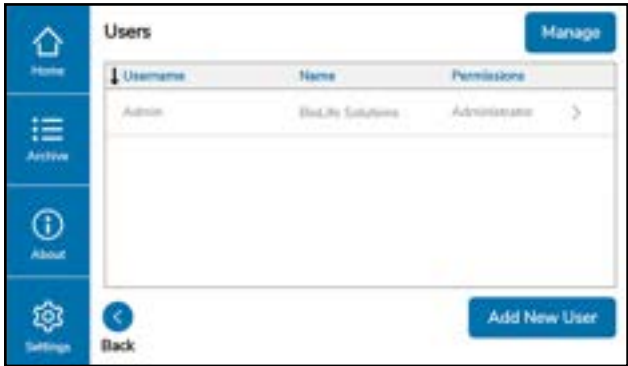 Users
Manage
Home
Username Name Permissions
Admin BioLife Solutions Administrator
Archive
About
Settings
Back
Add New User